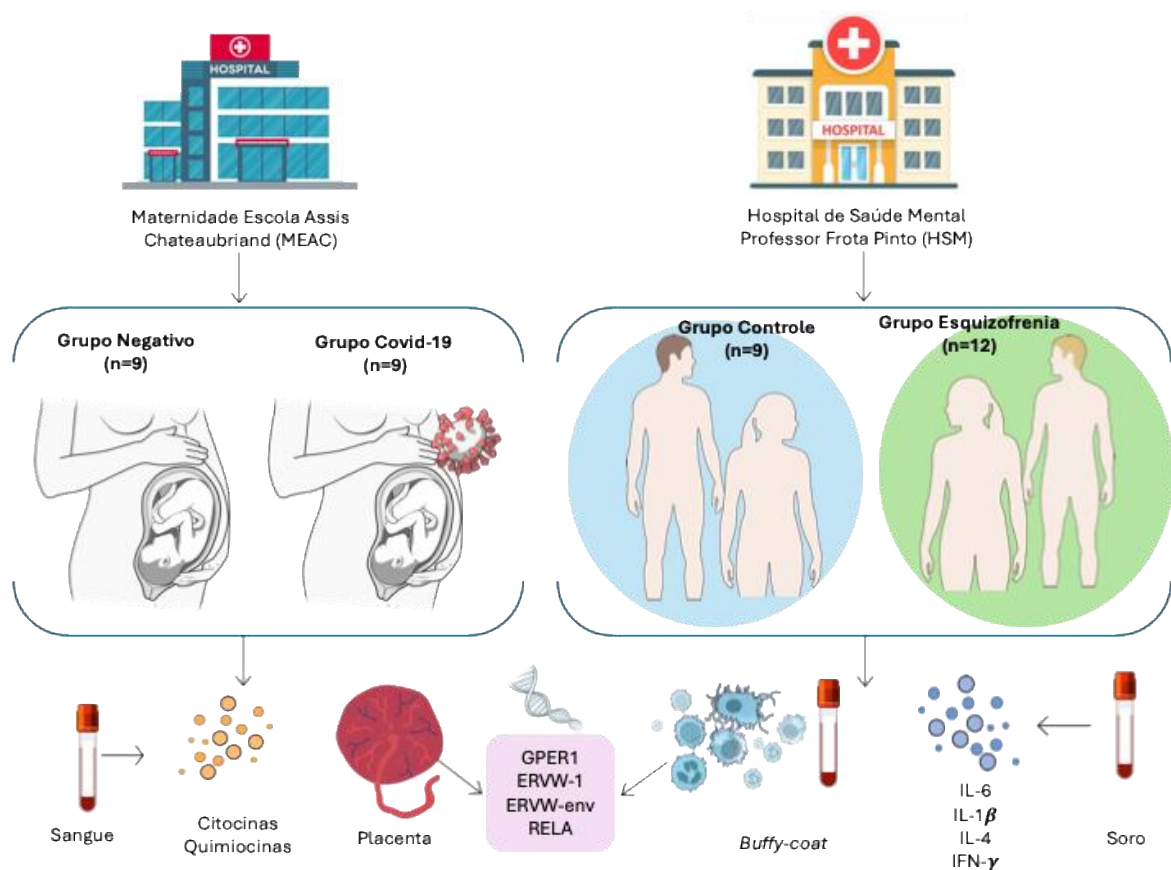 HOSPITAL
HOSPITAL
Maternidade Escola Assis
Chateaubriand (MEAC)
Hospital de Saúde Mental
Professor Frota Pinto (HSM)
Grupo Negativo
(n=9)
Grupo Covid-19
(n=9)
Grupo Controle
(n=9)
Grupo Esquizofrenia
(n=12)
Sangue
Citocinas
Quimiocinas
Placenta
GPER1
ERVW-1
ERVW-env
RELA
Buffy-coat
IL-6
IL-1β
IL-4
IFN-γ
Soro